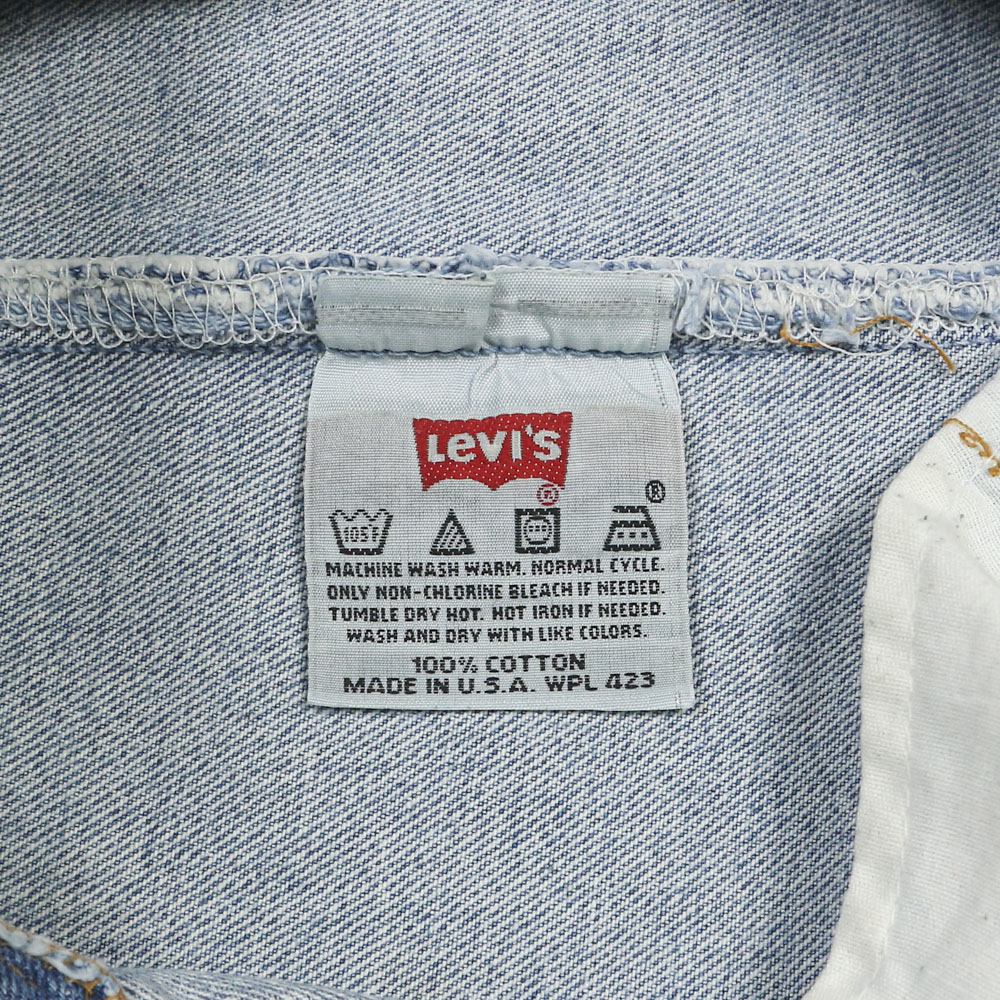 LEVI'S
®
®
105F
MACHINE WASH WARM. NORMAL CYCLE.
ONLY NON-CHLORINE BLEACH IF NEEDED.
TUMBLE DRY HOT. HOT IRON IF NEEDED.
WASH AND DRY WITH LIKE COLORS.
100% COTTON
MADE IN U.S.A. WPL 423